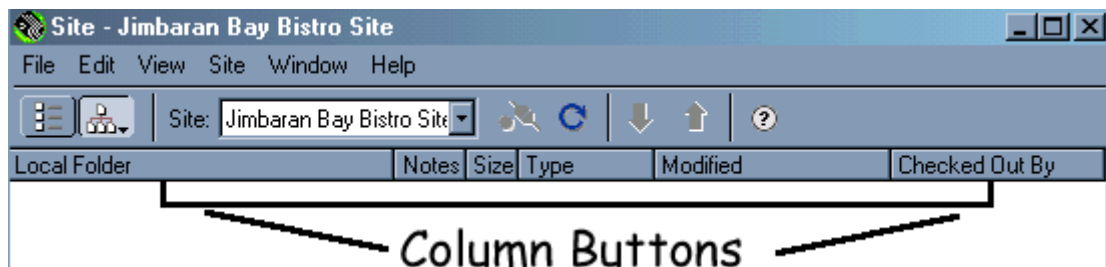 Site - Jimbaran Bay Bistro Site
File Edit View Site Window Help
Site: Jimbaran Bay Bistro Site
Local Folder Notes Size Type Modified Checked Out By
Column Buttons